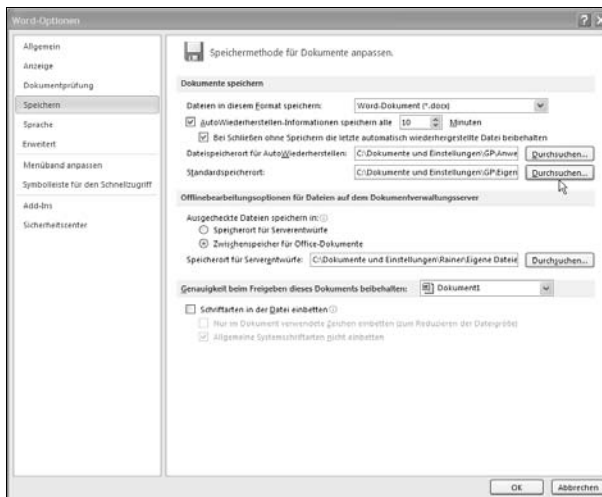 Word-Optionen
Allgemein
Anzeige
Dokumentprüfung
Speichern
Sprache
Erweitert
Menüband anpassen
Symbolleiste für den Schnellzugriff
Add-Ins
Sicherheitscenter
Speichermethode für Dokumente anpassen.
Dokumente speichern
Dateien in diesem Format speichern: Word-Dokument (*.docx)
AutoWiederherstellen-Informationen speichern alle 10 Minuten
Bei Schließen ohne Speichern die letzte automatisch wiederhergestellte Datei beibehalten
Dateispeicherort für AutoWiederherstellen: C:\Dokumente und Einstellungen\GP\Anwe Durchsuchen...
Standardspeicherort: C:\Dokumente und Einstellungen\GP\Eigen Durchsuchen...
Offlinebearbeitungsoptionen für Dateien auf dem Dokumentverwaltungsserver
Ausgecheckte Dateien speichern in:
Speicherort für Serverentwürfe
Zwischenspeicher für Office-Dokumente
Speicherort für Serverentwürfe: C:\Dokumente und Einstellungen\Rainer\Eigene Dateie Durchsuchen...
Genauigkeit beim Freigeben dieses Dokuments beibehalten: Dokument1
Schriftarten in der Datei einbetten
Nur im Dokument verwendete Zeichen einbetten (zum Reduzieren der Dateigröße)
Allgemeine Systemschriftarten nicht einbetten
OK Abbrechen